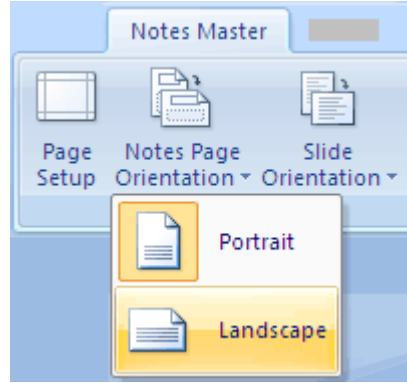 Notes Master
Page Notes Page Slide
Setup Orientation Orientation
Portrait
Landscape